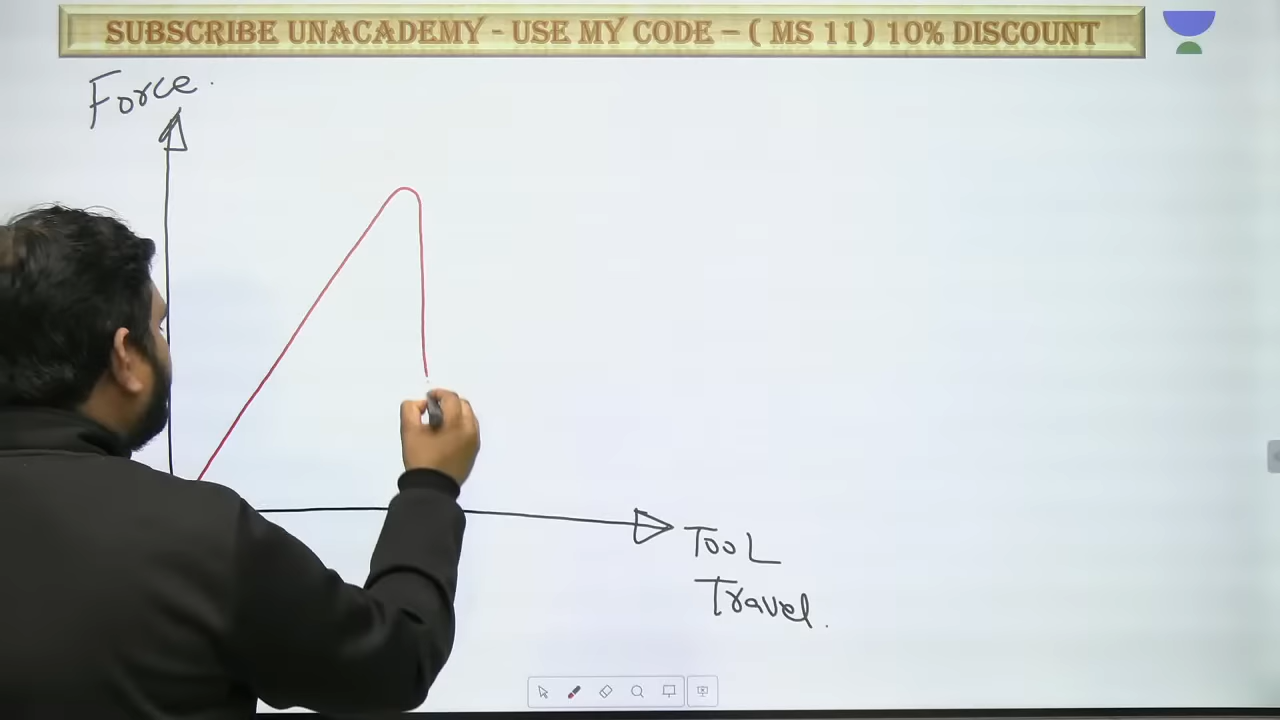 SUBSCRIBE UNACADEMY - USE MY CODE – ( MS 11) 10% DISCOUNT
Force.
TooL
Travel.